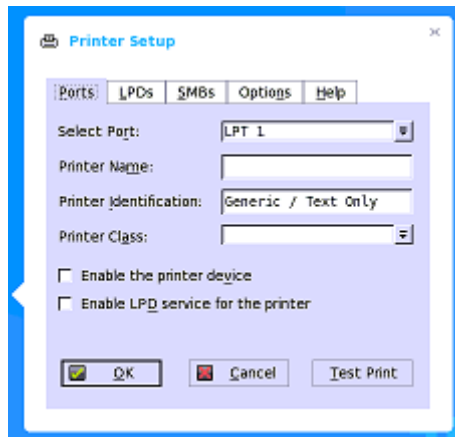 Printer Setup
Ports LPDs SMBs Options Help
Select Port: LPT 1
Printer Name:
Printer Identification: Generic / Text Only
Printer Class:
Enable the printer device
Enable LPD service for the printer
OK Cancel Test Print